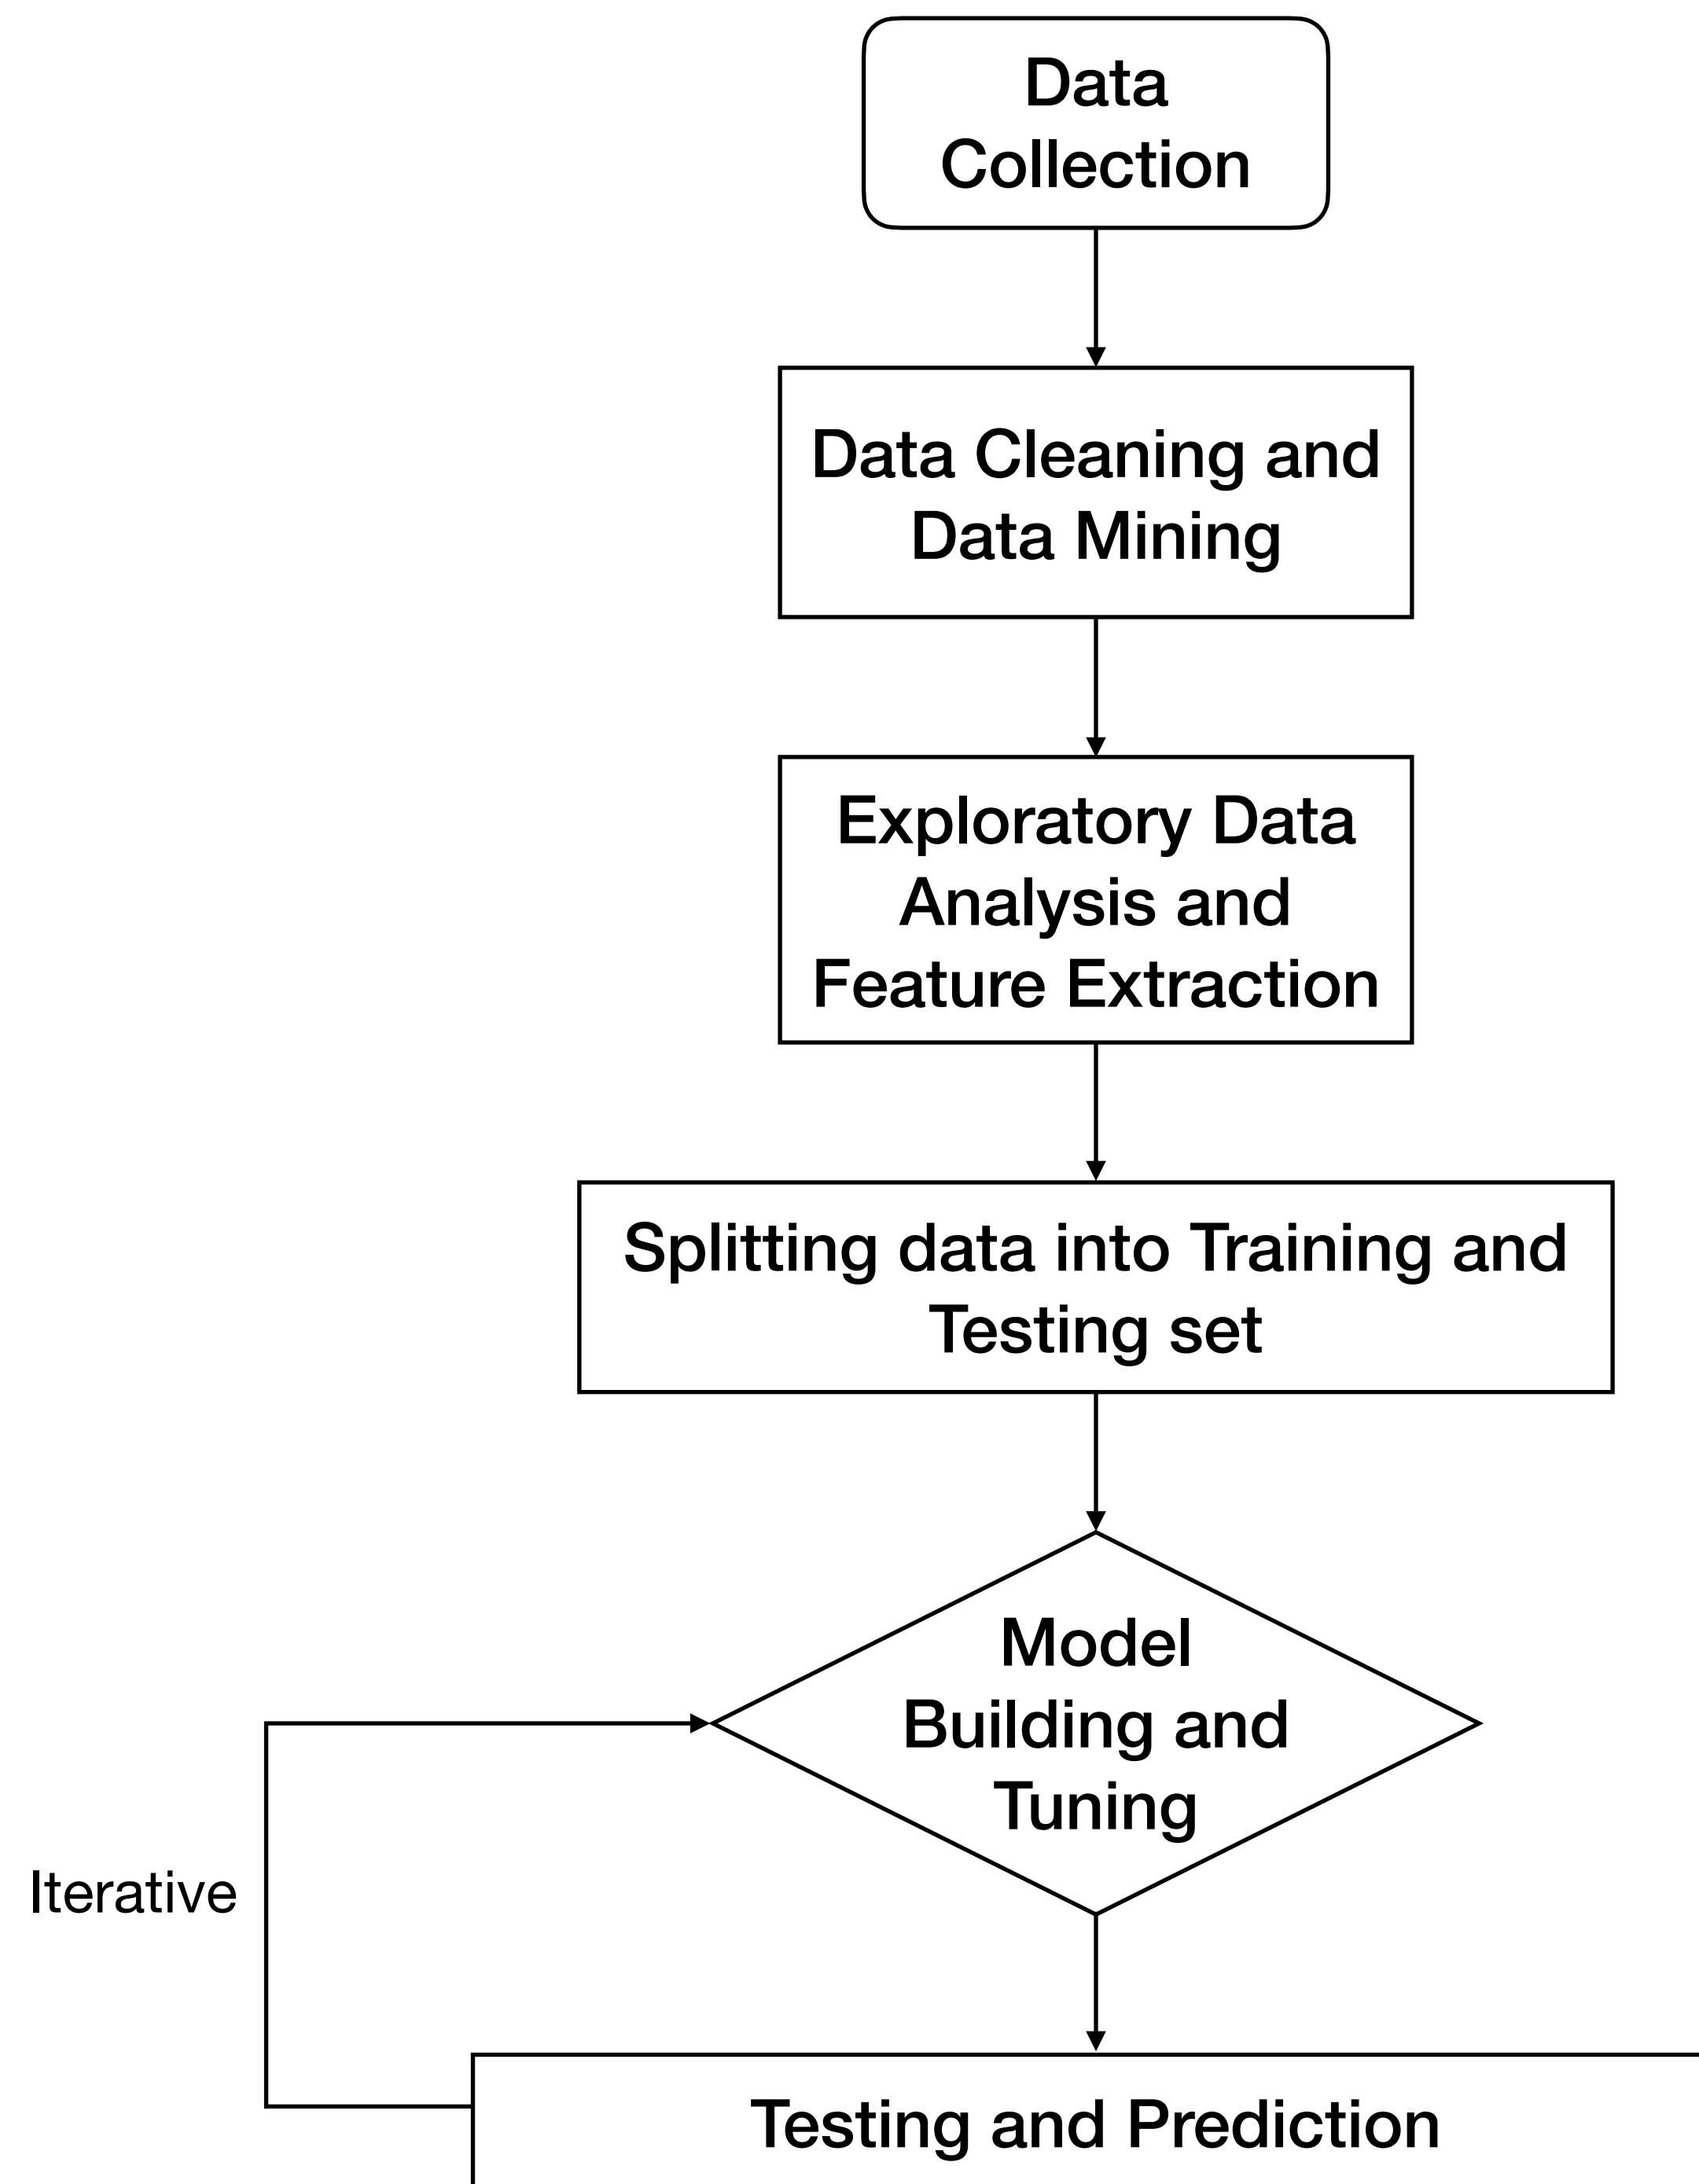 Data
Collection
Data Cleaning and
Data Mining
Exploratory Data
Analysis and
Feature Extraction
Splitting data into Training and
Testing set
Model
Building and
Tuning
Iterative
Testing and Prediction